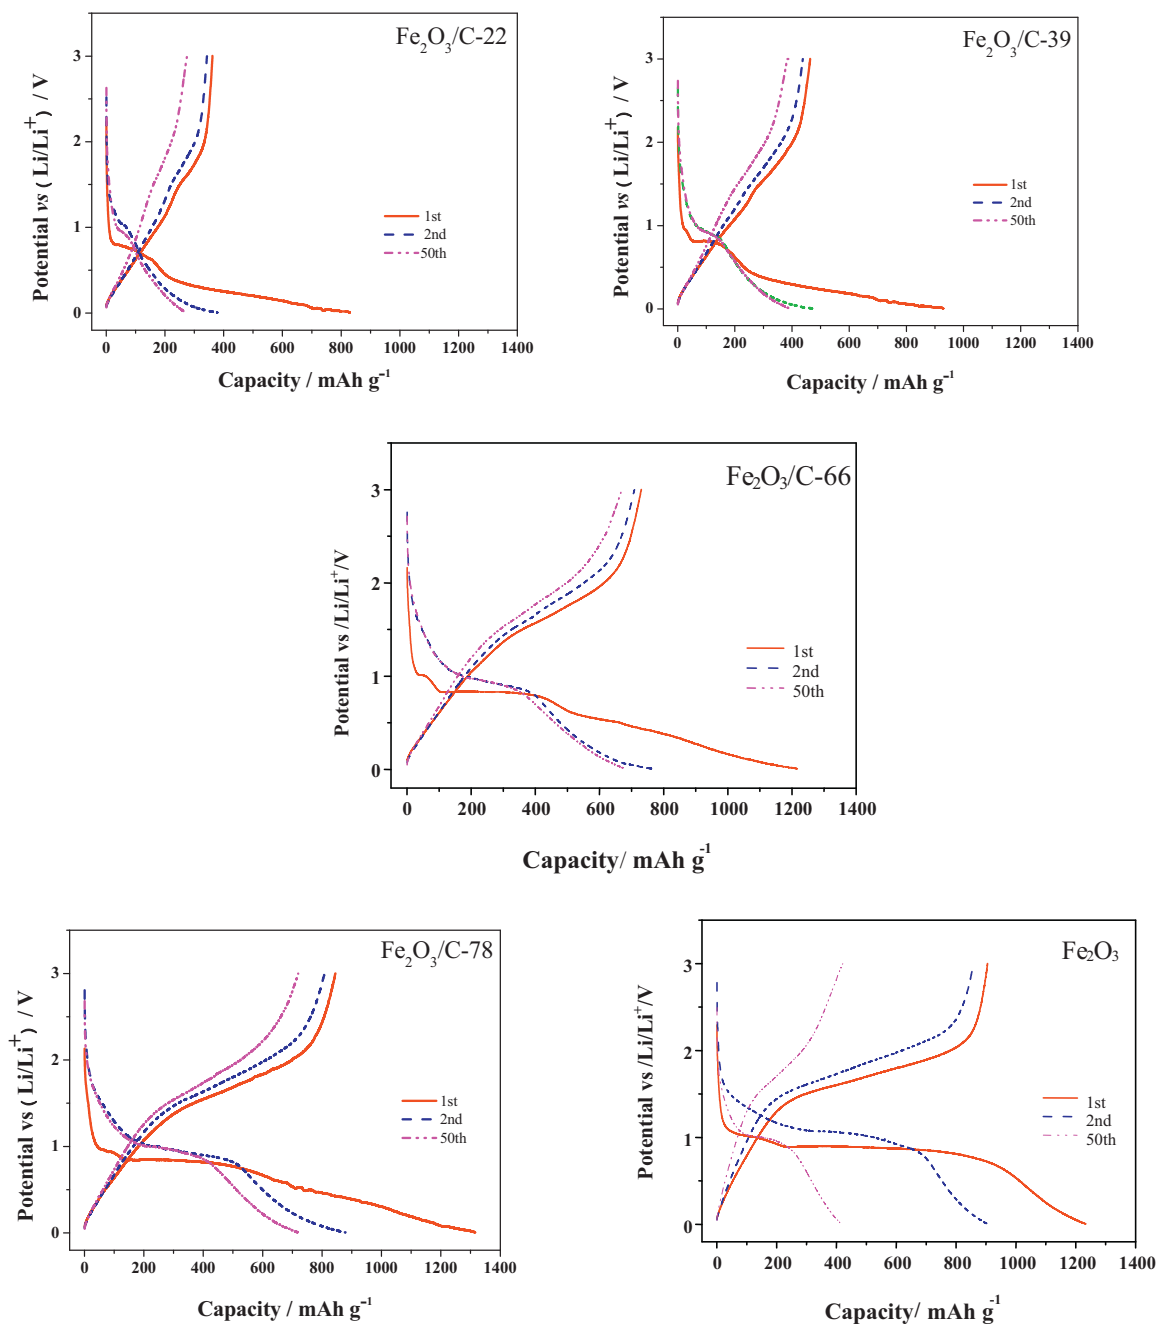 Fe₂O₃/C-22
Potential vs ( Li/Li⁺) / V
3
2
1
0
1st
2nd
50th
0 200 400 600 800 1000 1200 1400
Capacity / mAh g⁻¹
Fe₂O₃/C-39
Potential vs ( Li/Li⁺) / V
3
2
1
0
1st
2nd
50th
0 200 400 600 800 1000 1200 1400
Capacity / mAh g⁻¹
Fe₂O₃/C-66
Potential vs /Li/Li⁺/V
3
2
1
0
1st
2nd
50th
0 200 400 600 800 1000 1200 1400
Capacity/ mAh g⁻¹
Fe₂O₃/C-78
Potential vs ( Li/Li⁺) / V
3
2
1
0
1st
2nd
50th
0 200 400 600 800 1000 1200 1400
Capacity / mAh g⁻¹
Fe₂O₃
Potential vs /Li/Li⁺/V
3
2
1
0
1st
2nd
50th
0 200 400 600 800 1000 1200 1400
Capacity/ mAh g⁻¹